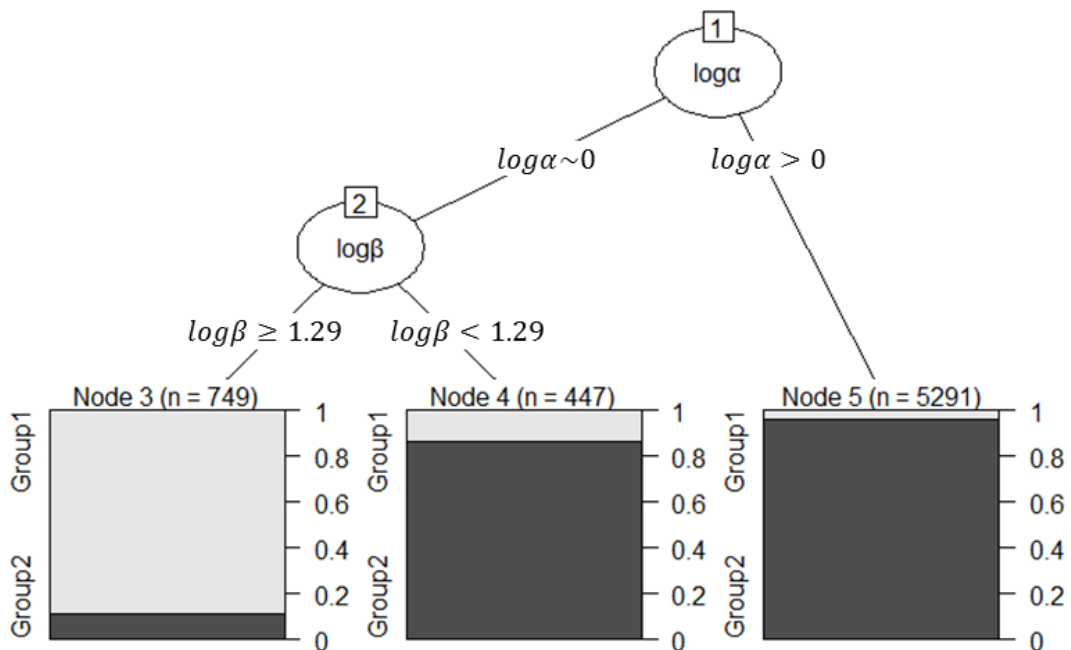 1
logα
logα~0
logα > 0
2
logβ
logβ ≥ 1.29
logβ < 1.29
Node 3 (n = 749)
Group1
Group2
1
0.8
0.6
0.4
0.2
0
Node 4 (n = 447)
Group1
Group2
1
0.8
0.6
0.4
0.2
0
Node 5 (n = 5291)
Group1
Group2
1
0.8
0.6
0.4
0.2
0